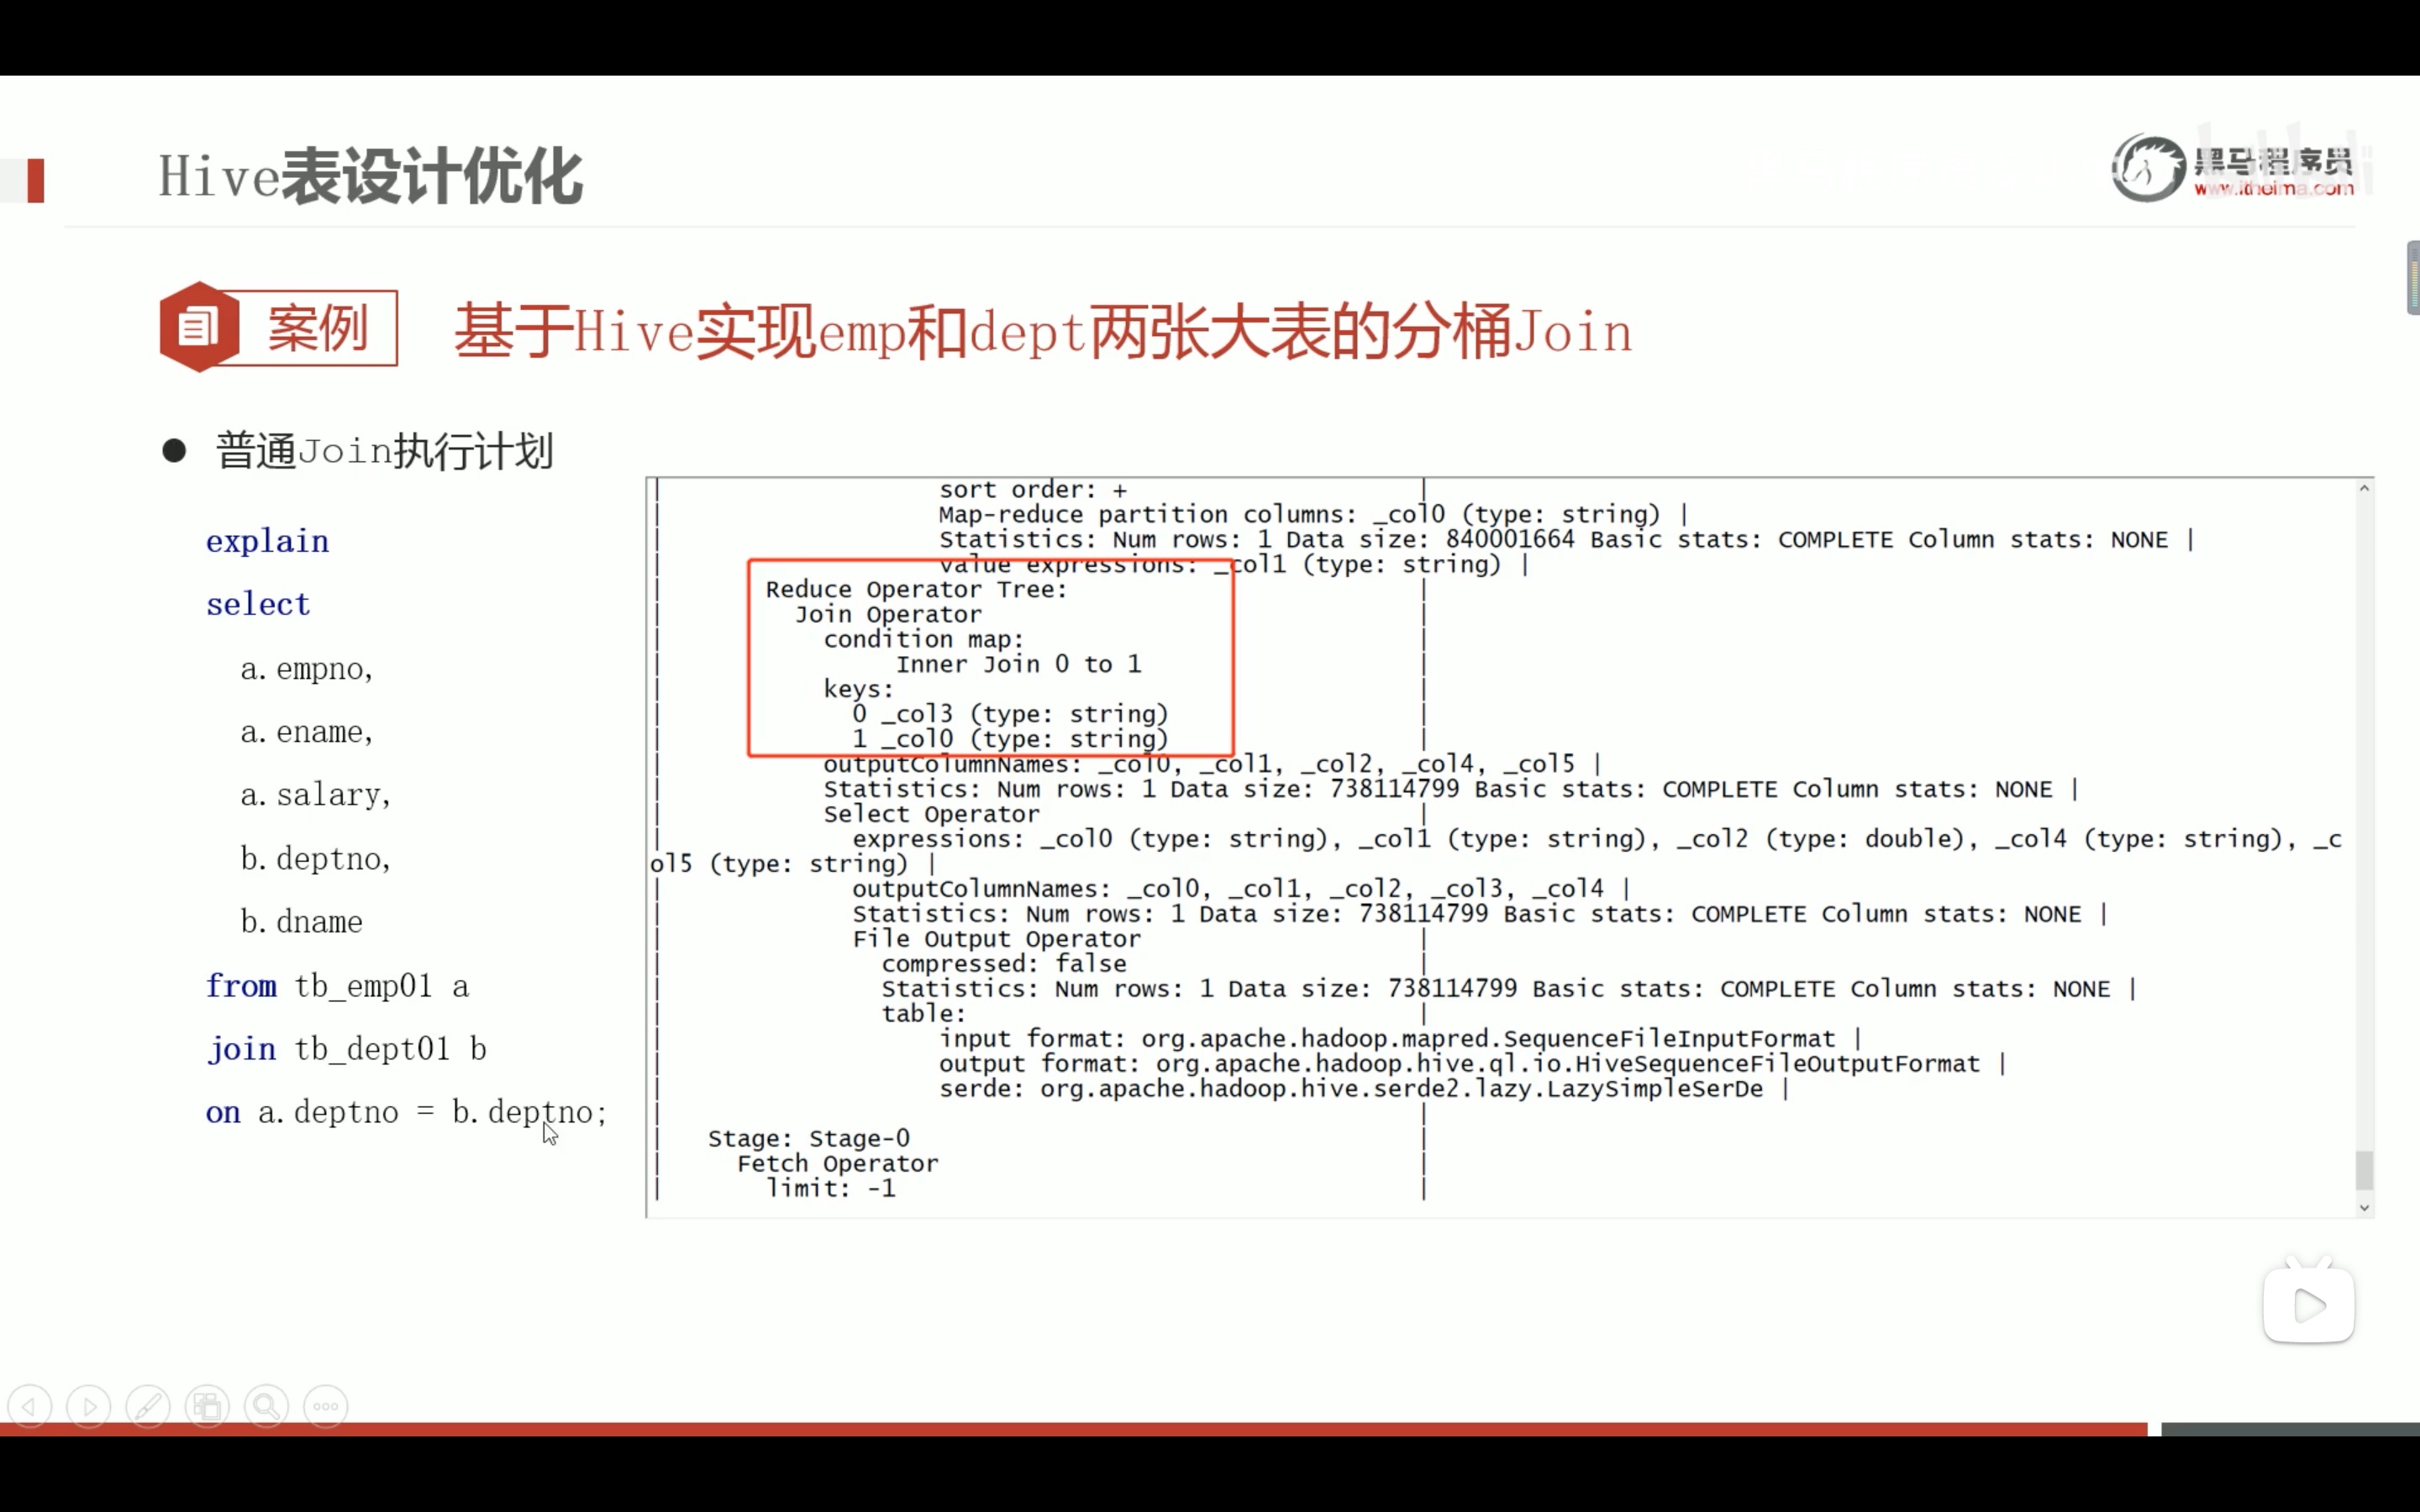 Hive表设计优化
黑马程序员
www.itheima.com
案例
基于Hive实现emp和dept两张大表的分桶Join
● 普通Join执行计划
explain
select
a.empno,
a.ename,
a.salary,
b.deptno,
b.dname
from tb_emp01 a
join tb_dept01 b
on a.deptno = b.deptno;
| sort order: + |
| Map-reduce partition columns: _col0 (type: string) |
| Statistics: Num rows: 1 Data size: 840001664 Basic stats: COMPLETE Column stats: NONE |
| value expressions: _col1 (type: string) |
| Reduce Operator Tree: |
| Join Operator |
| condition map: |
| Inner Join 0 to 1 |
| keys: |
| 0 _col3 (type: string) |
| 1 _col0 (type: string) |
| outputColumnNames: _col0, _col1, _col2, _col4, _col5 |
| Statistics: Num rows: 1 Data size: 738114799 Basic stats: COMPLETE Column stats: NONE |
| Select Operator |
| expressions: _col0 (type: string), _col1 (type: string), _col2 (type: double), _col4 (type: string), _c
ol5 (type: string) |
| outputColumnNames: _col0, _col1, _col2, _col3, _col4 |
| Statistics: Num rows: 1 Data size: 738114799 Basic stats: COMPLETE Column stats: NONE |
| File Output Operator |
| compressed: false |
| Statistics: Num rows: 1 Data size: 738114799 Basic stats: COMPLETE Column stats: NONE |
| table: |
| input format: org.apache.hadoop.mapred.SequenceFileInputFormat |
| output format: org.apache.hadoop.hive.ql.io.HiveSequenceFileOutputFormat |
| serde: org.apache.hadoop.hive.serde2.lazy.LazySimpleSerDe |
| |
| Stage: Stage-0 |
| Fetch Operator |
| limit: -1 |